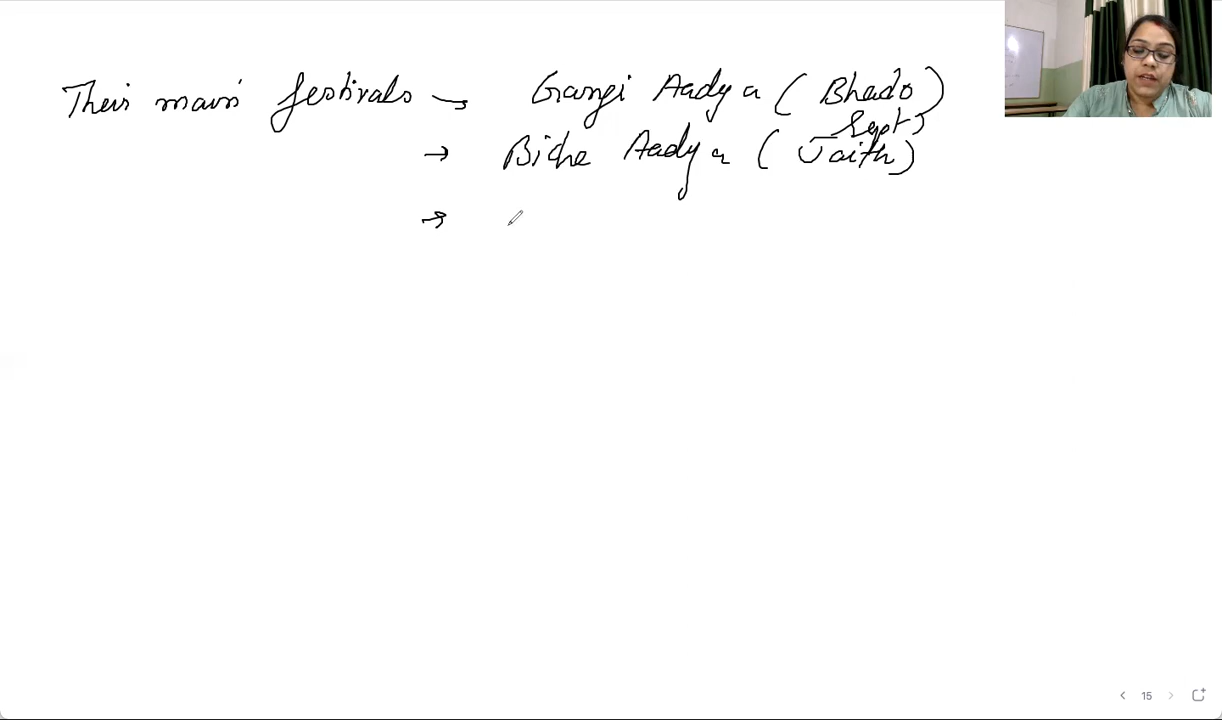 Their main festivals → Gangi Aadya (Bhado)
Sept
→ Biche Aadya (Jaith)
→
15